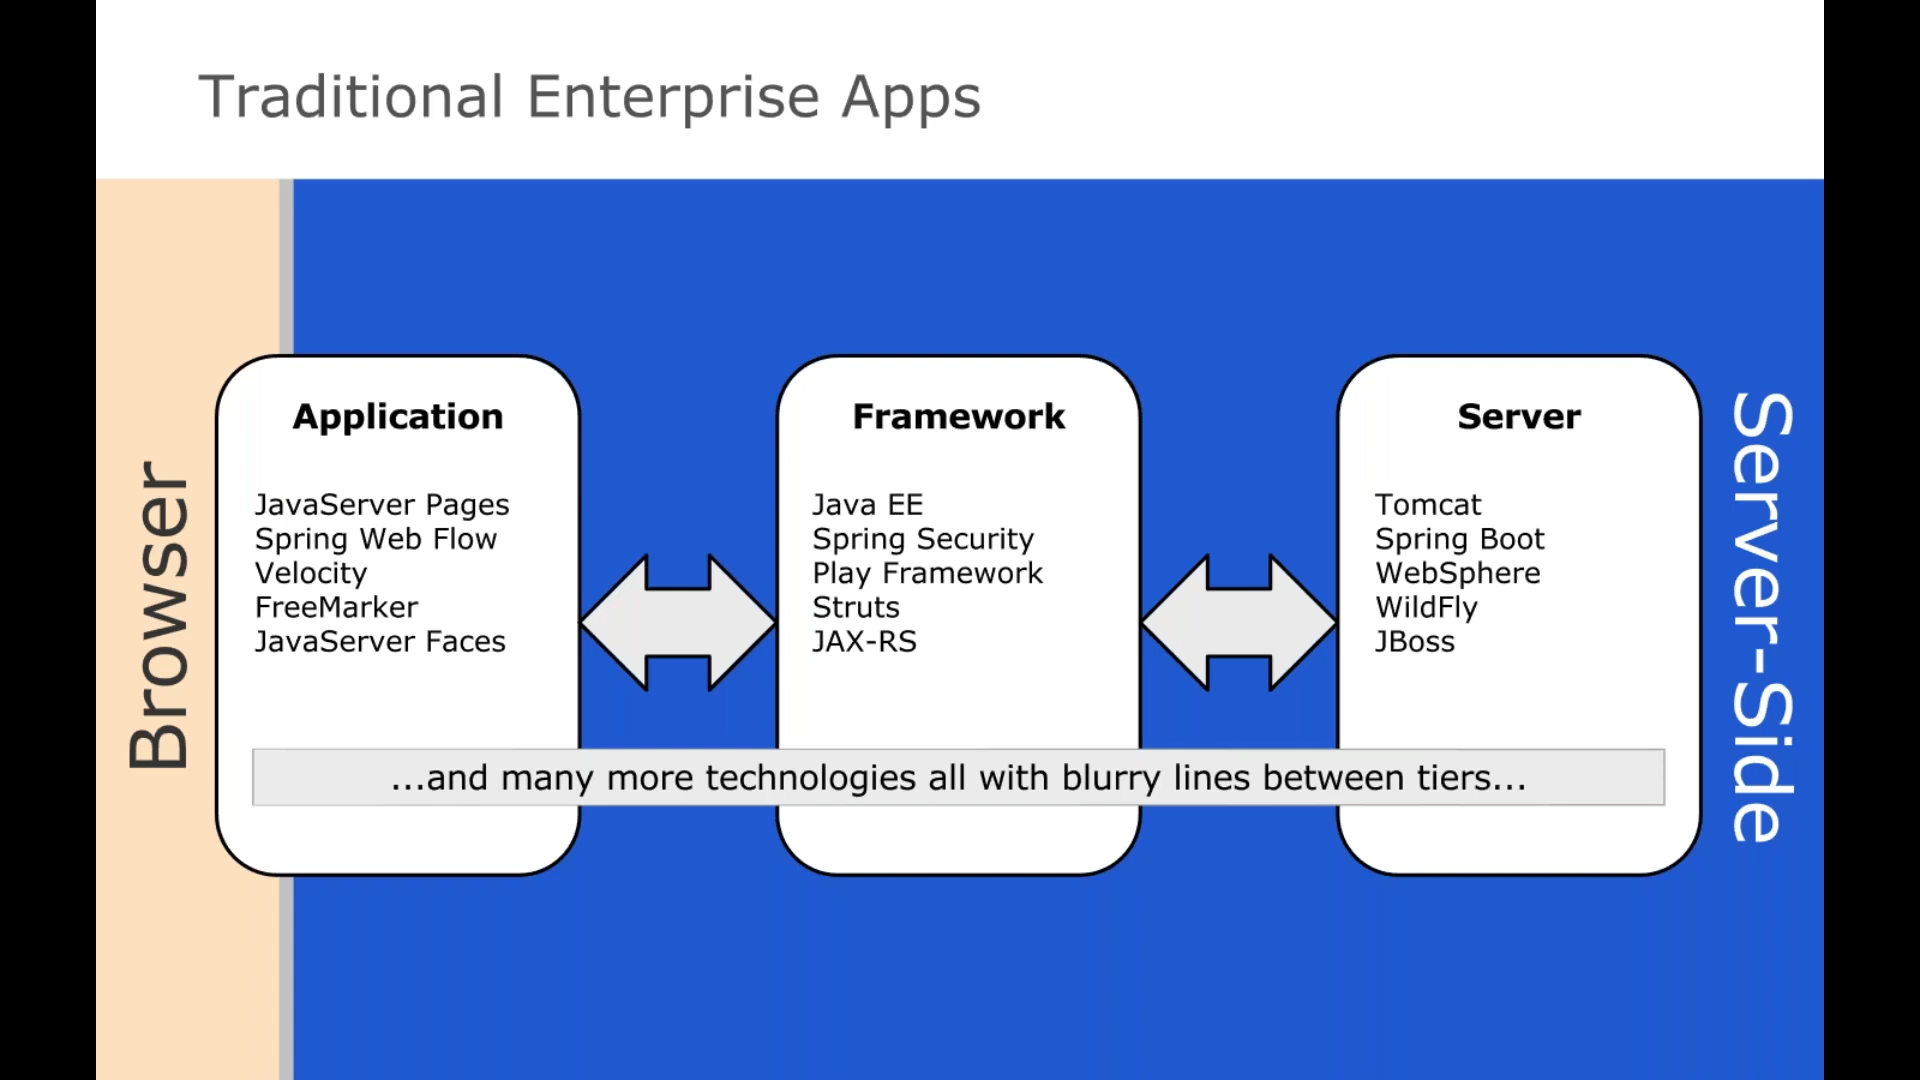 Traditional Enterprise Apps
Browser
Application
JavaServer Pages
Spring Web Flow
Velocity
FreeMarker
JavaServer Faces
Framework
Java EE
Spring Security
Play Framework
Struts
JAX-RS
Server
Tomcat
Spring Boot
WebSphere
WildFly
JBoss
...and many more technologies all with blurry lines between tiers...
Server-Side